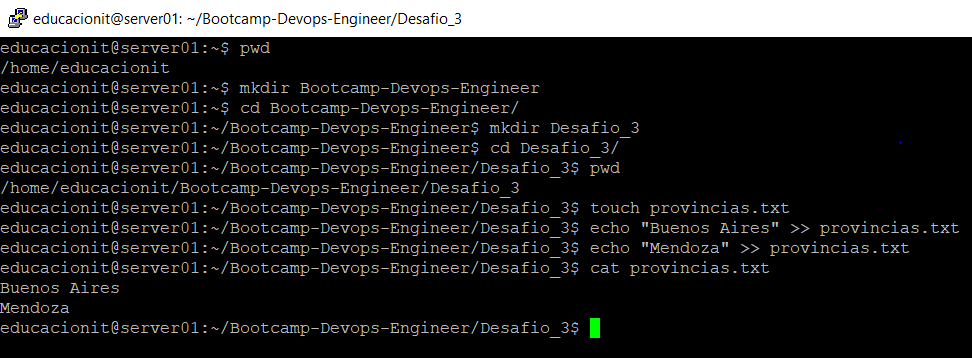 educacionit@server01: ~/Bootcamp-Devops-Engineer/Desafio_3
educacionit@server01:~$ pwd
/home/educacionit
educacionit@server01:~$ mkdir Bootcamp-Devops-Engineer
educacionit@server01:~$ cd Bootcamp-Devops-Engineer/
educacionit@server01:~/Bootcamp-Devops-Engineer$ mkdir Desafio_3
educacionit@server01:~/Bootcamp-Devops-Engineer$ cd Desafio_3/
educacionit@server01:~/Bootcamp-Devops-Engineer/Desafio_3$ pwd
/home/educacionit/Bootcamp-Devops-Engineer/Desafio_3
educacionit@server01:~/Bootcamp-Devops-Engineer/Desafio_3$ touch provincias.txt
educacionit@server01:~/Bootcamp-Devops-Engineer/Desafio_3$ echo "Buenos Aires" >> provincias.txt
educacionit@server01:~/Bootcamp-Devops-Engineer/Desafio_3$ echo "Mendoza" >> provincias.txt
educacionit@server01:~/Bootcamp-Devops-Engineer/Desafio_3$ cat provincias.txt
Buenos Aires
Mendoza
educacionit@server01:~/Bootcamp-Devops-Engineer/Desafio_3$